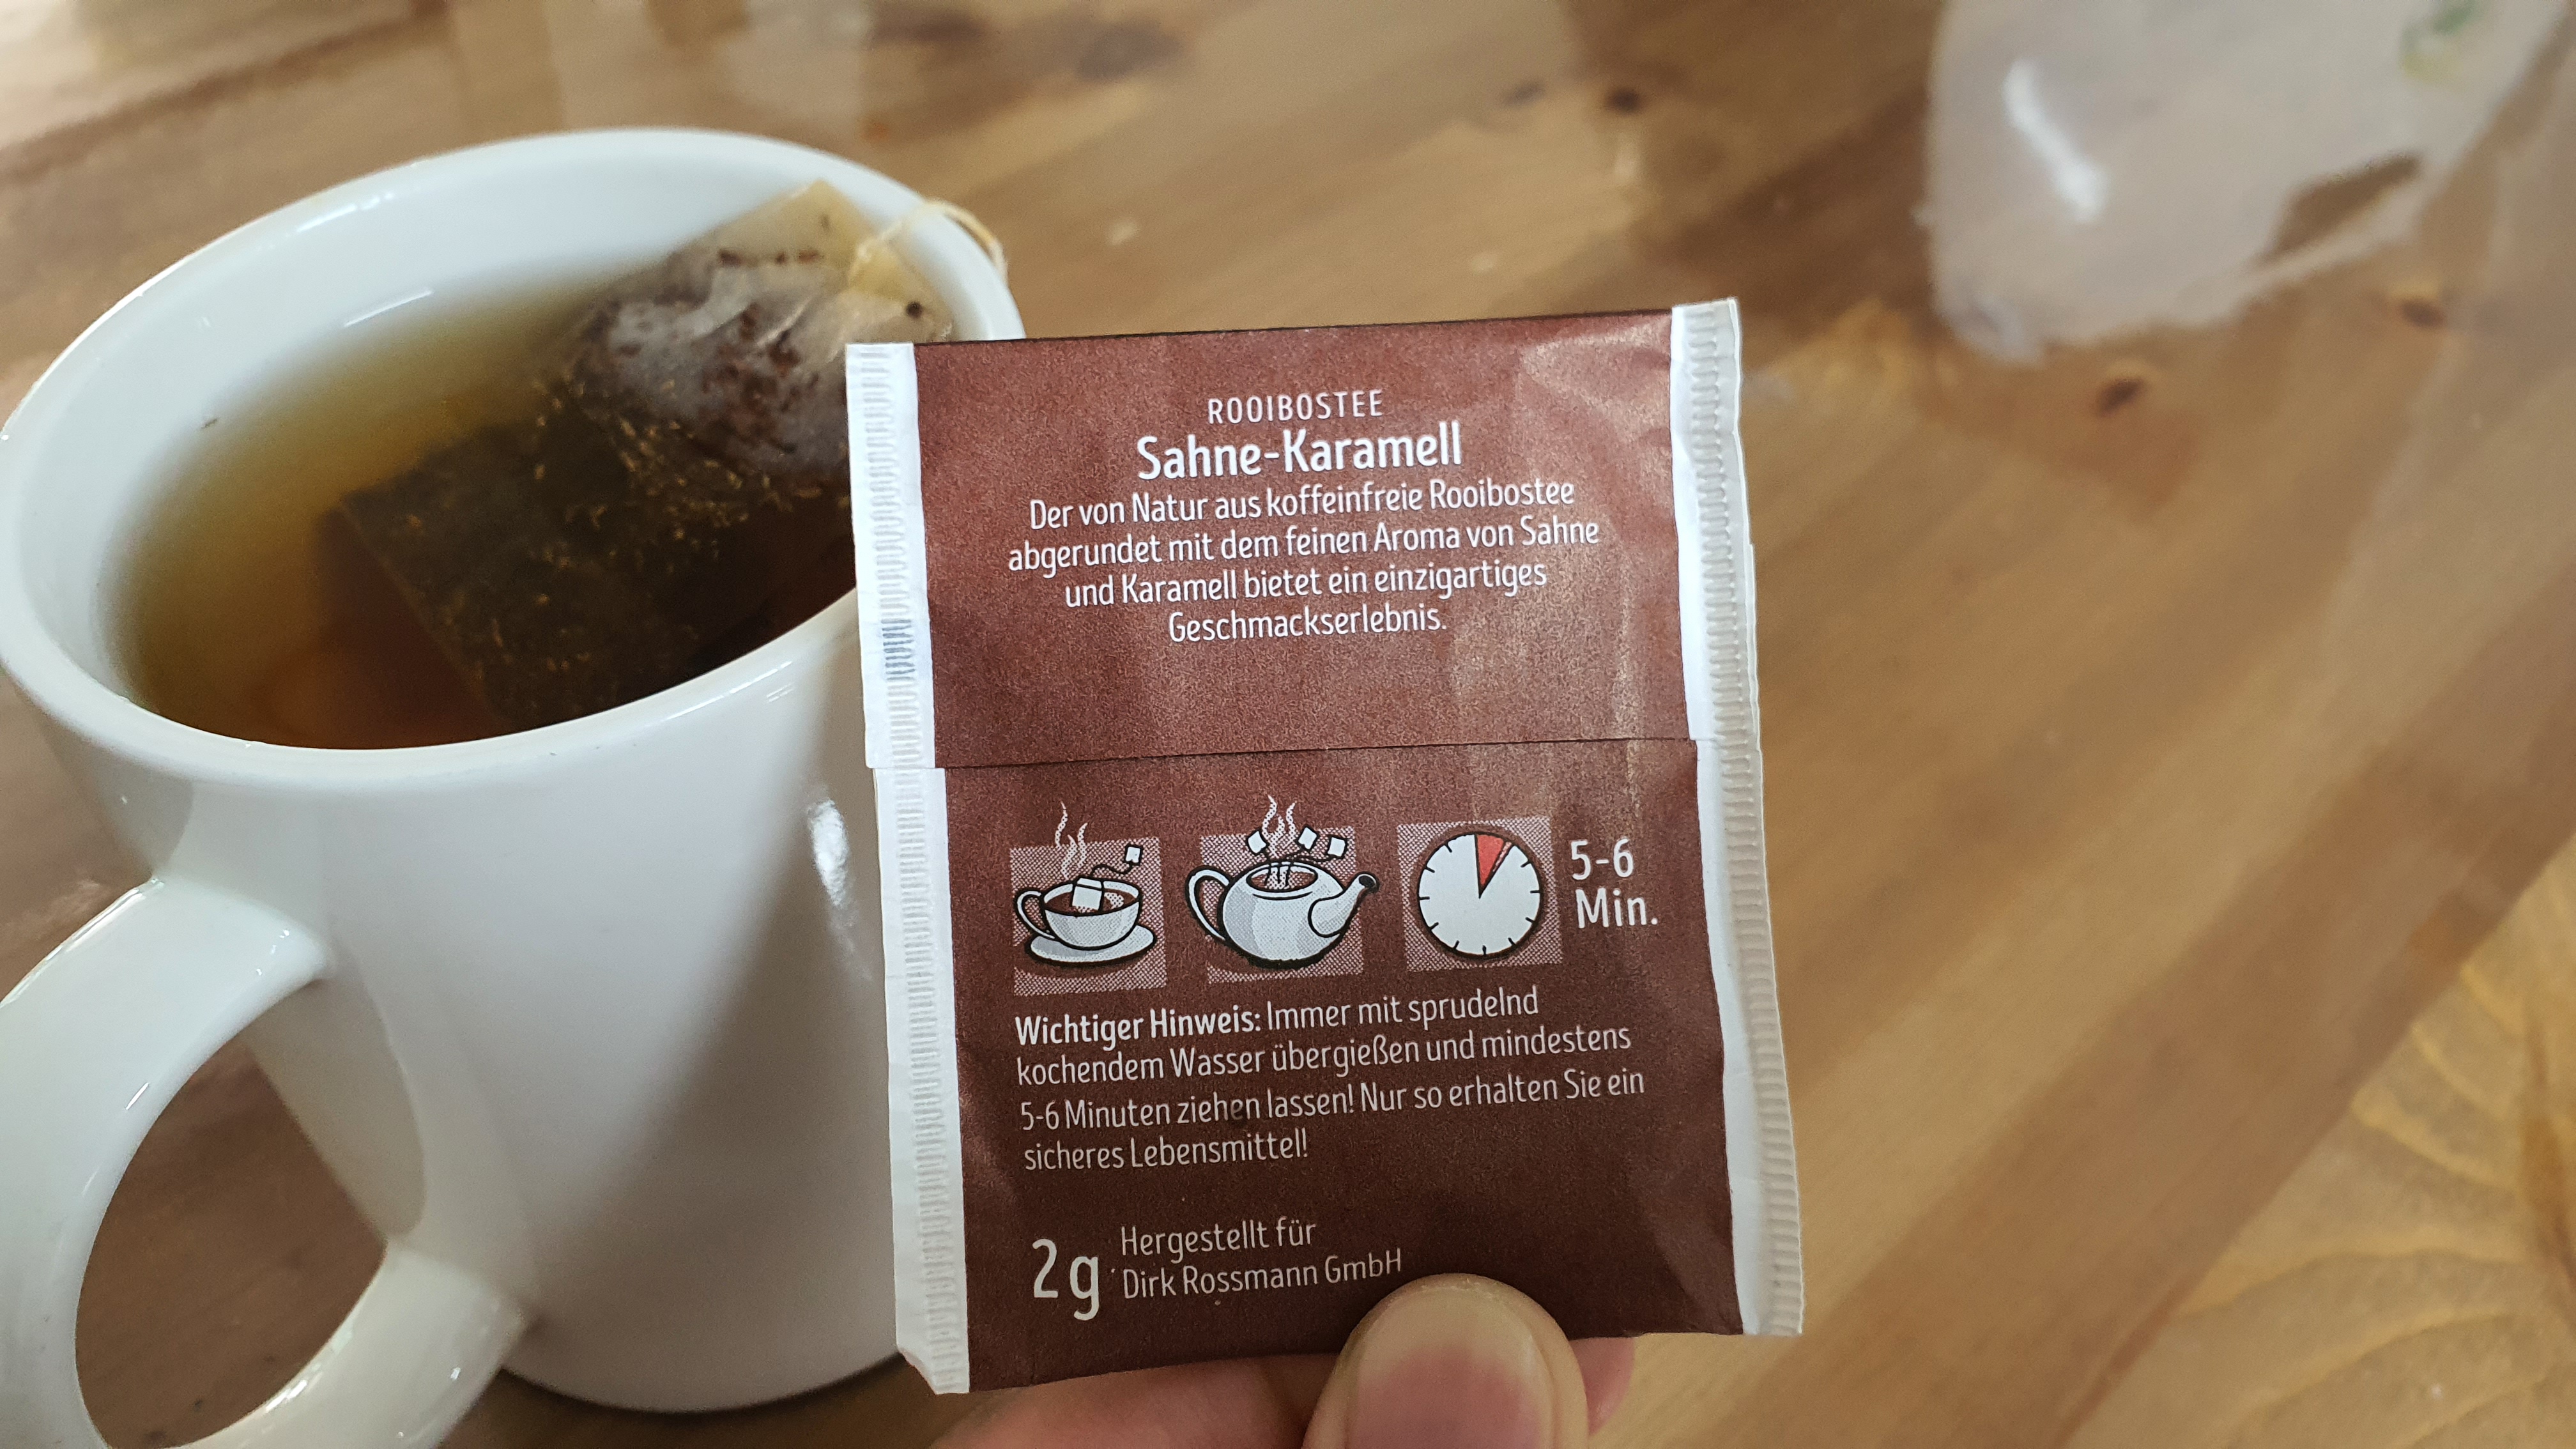 ROOIBOSTEE
Sahne-Karamell
Der von Natur aus koffeinfreie Rooibostee
abgerundet mit dem feinen Aroma von Sahne
und Karamell bietet ein einzigartiges
Geschmackserlebnis.
5-6
Min.
Wichtiger Hinweis: Immer mit sprudelnd
kochendem Wasser übergießen und mindestens
5-6 Minuten ziehen lassen! Nur so erhalten Sie ein
sicheres Lebensmittel!
2g
Hergestellt für
Dirk Rossmann GmbH